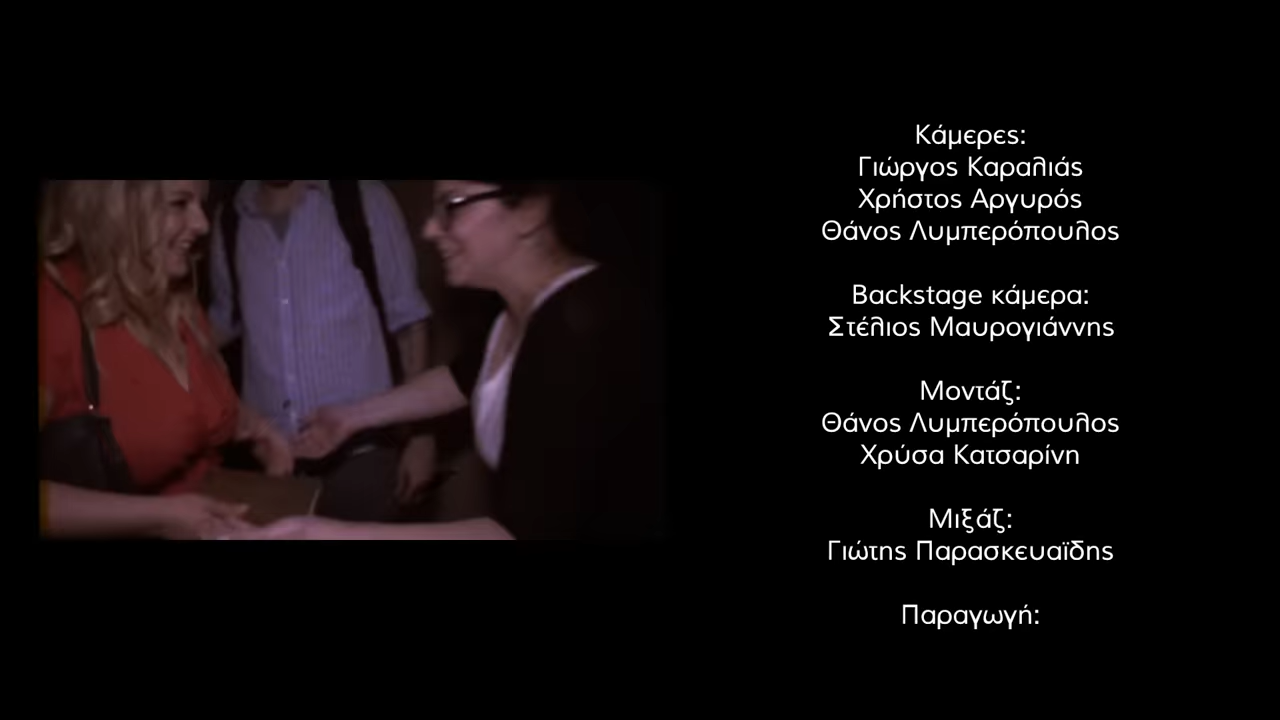 Κάμερες:
Γιώργος Καραλιάς
Χρήστος Αργυρός
Θάνος Λυμπερόπουλος
Backstage κάμερα:
Στέλιος Μαυρογιάννης
Μοντάζ:
Θάνος Λυμπερόπουλος
Χρύσα Κατσαρίνη
Μιξάζ:
Γιώτης Παρασκευαΐδης
Παραγωγή: